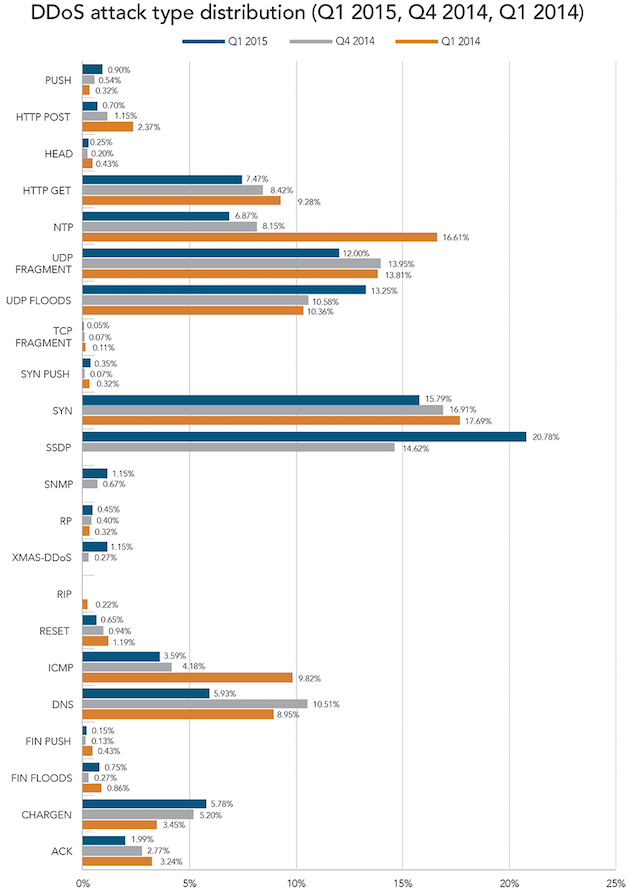 DDoS attack type distribution (Q1 2015, Q4 2014, Q1 2014)
Q1 2015 Q4 2014 Q1 2014
PUSH
0.90%
0.54%
0.32%
HTTP POST
0.70%
1.15%
2.37%
HEAD
0.25%
0.20%
0.43%
HTTP GET
7.47%
8.42%
9.28%
NTP
6.87%
8.15%
16.61%
UDP
FRAGMENT
12.00%
13.95%
13.81%
UDP FLOODS
13.25%
10.58%
10.36%
TCP
FRAGMENT
0.05%
0.07%
0.11%
SYN PUSH
0.35%
0.07%
0.32%
SYN
15.79%
16.91%
17.69%
SSDP
20.78%
14.62%
SNMP
1.15%
0.67%
RP
0.45%
0.40%
0.32%
XMAS-DDoS
1.15%
0.27%
RIP
0.22%
RESET
0.65%
0.94%
1.19%
ICMP
3.59%
4.18%
9.82%
DNS
5.93%
10.51%
8.95%
FIN PUSH
0.15%
0.13%
0.43%
FIN FLOODS
0.75%
0.27%
0.86%
CHARGEN
5.78%
5.20%
3.45%
ACK
1.99%
2.77%
3.24%
0% 5% 10% 15% 20% 25%